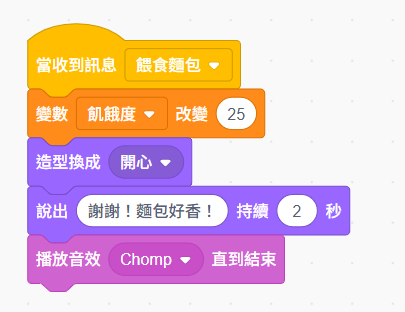 當收到訊息 餵食麵包
變數 飢餓度 改變 25
造型換成 開心
說出 謝謝！麵包好香！ 持續 2 秒
播放音效 Chomp 直到結束